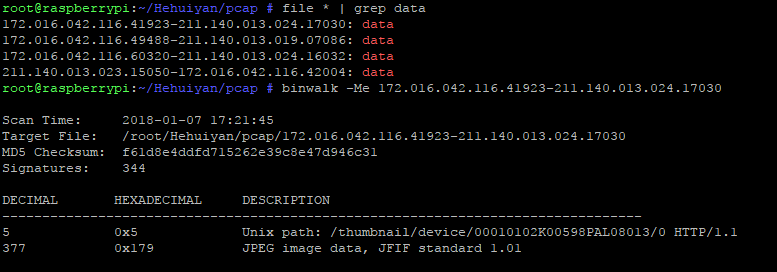 root@raspberrypi:~/Hehuiyan/pcap # file * | grep data
172.016.042.116.41923-211.140.013.024.17030: data
172.016.042.116.49488-211.140.013.019.07086: data
172.016.042.116.60320-211.140.013.024.16032: data
211.140.013.023.15050-172.016.042.116.42004: data
root@raspberrypi:~/Hehuiyan/pcap # binwalk -Me 172.016.042.116.41923-211.140.013.024.17030
Scan Time:     2018-01-07 17:21:45
Target File:   /root/Hehuiyan/pcap/172.016.042.116.41923-211.140.013.024.17030
MD5 Checksum:  f61d8e4ddfd715262e39c8e47d946c31
Signatures:    344
DECIMAL       HEXADECIMAL     DESCRIPTION
--------------------------------------------------------------------------------
5             0x5             Unix path: /thumbnail/device/00010102K00598PAL08013/0 HTTP/1.1
377           0x179           JPEG image data, JFIF standard 1.01